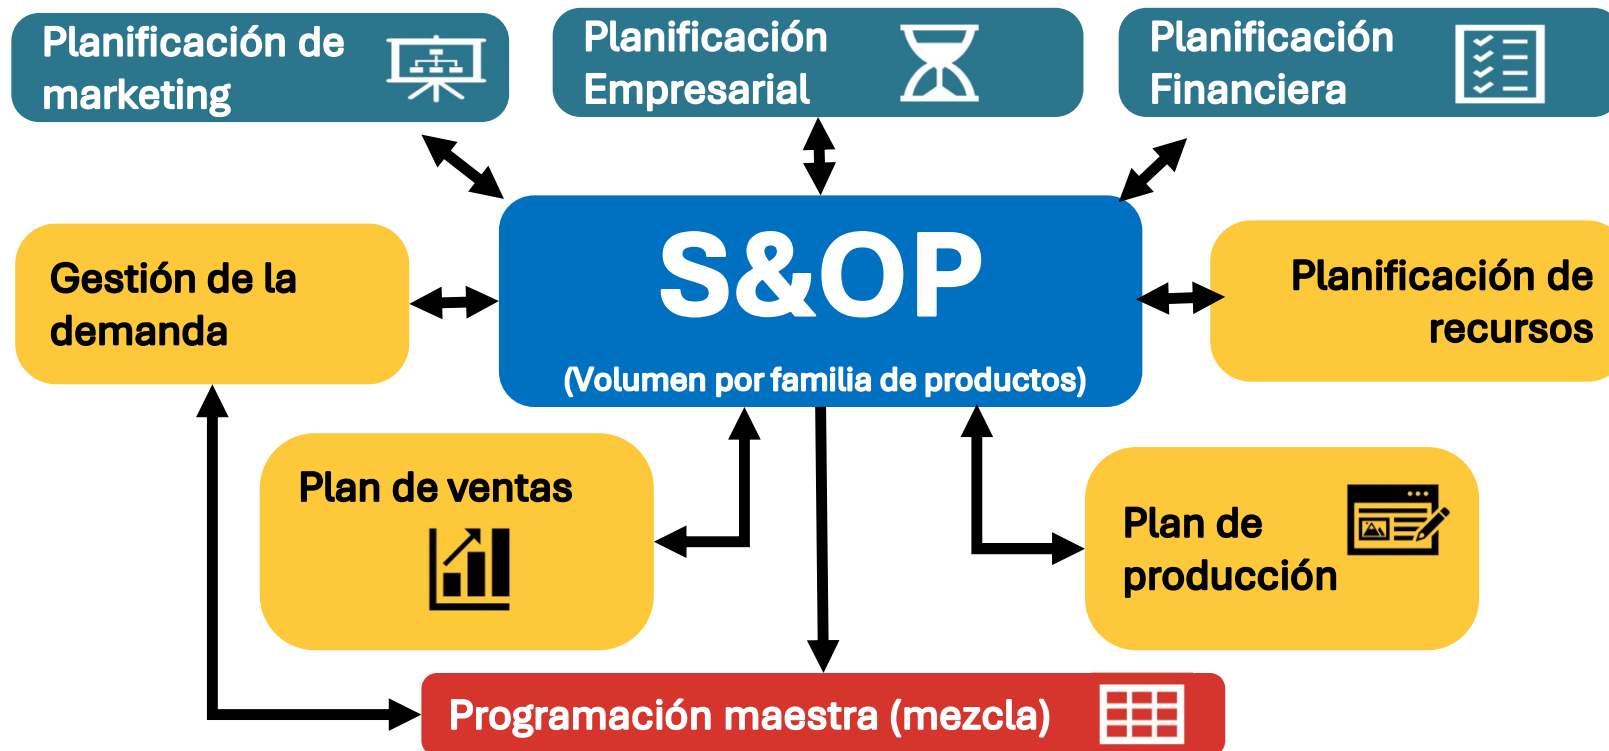 Planificación de
marketing
Planificación
Empresarial
Planificación
Financiera
S&OP
(Volumen por familia de productos)
Gestión de la
demanda
Planificación de
recursos
Plan de ventas
Plan de
producción
Programación maestra (mezcla)